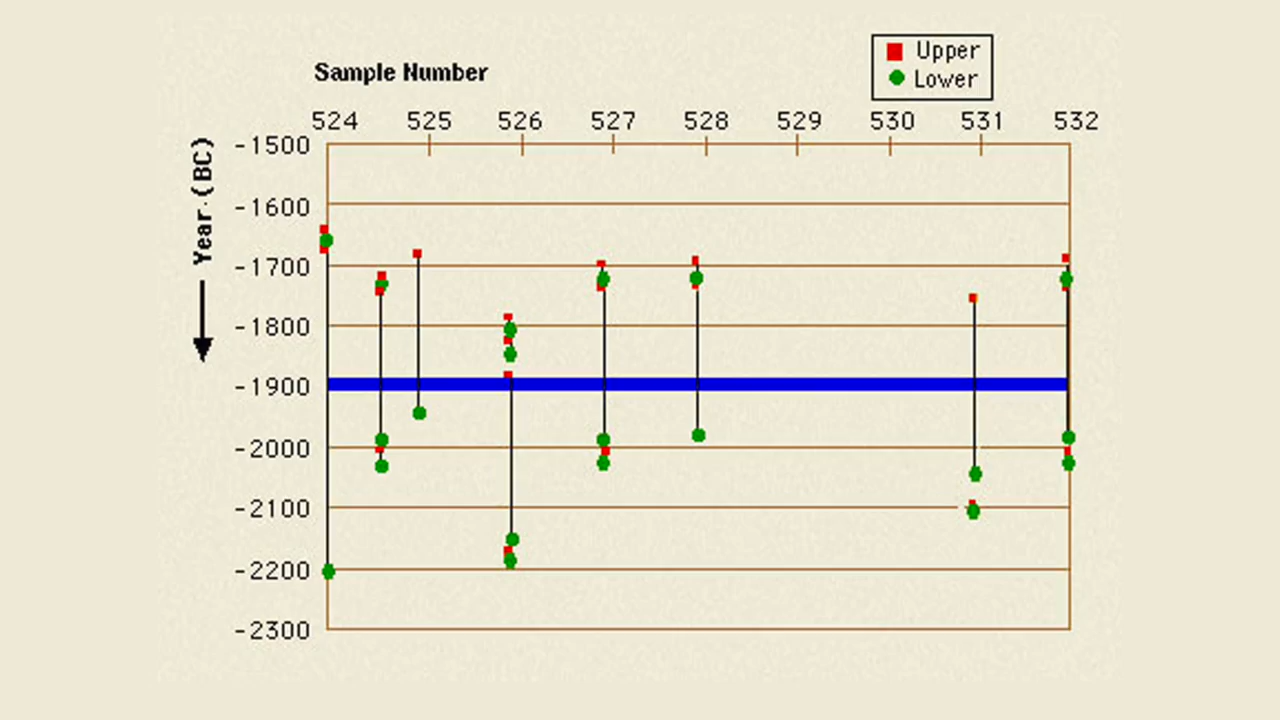 Upper
Lower
Sample Number
524 525 526 527 528 529 530 531 532
Year (BC)
-1500
-1600
-1700
-1800
-1900
-2000
-2100
-2200
-2300